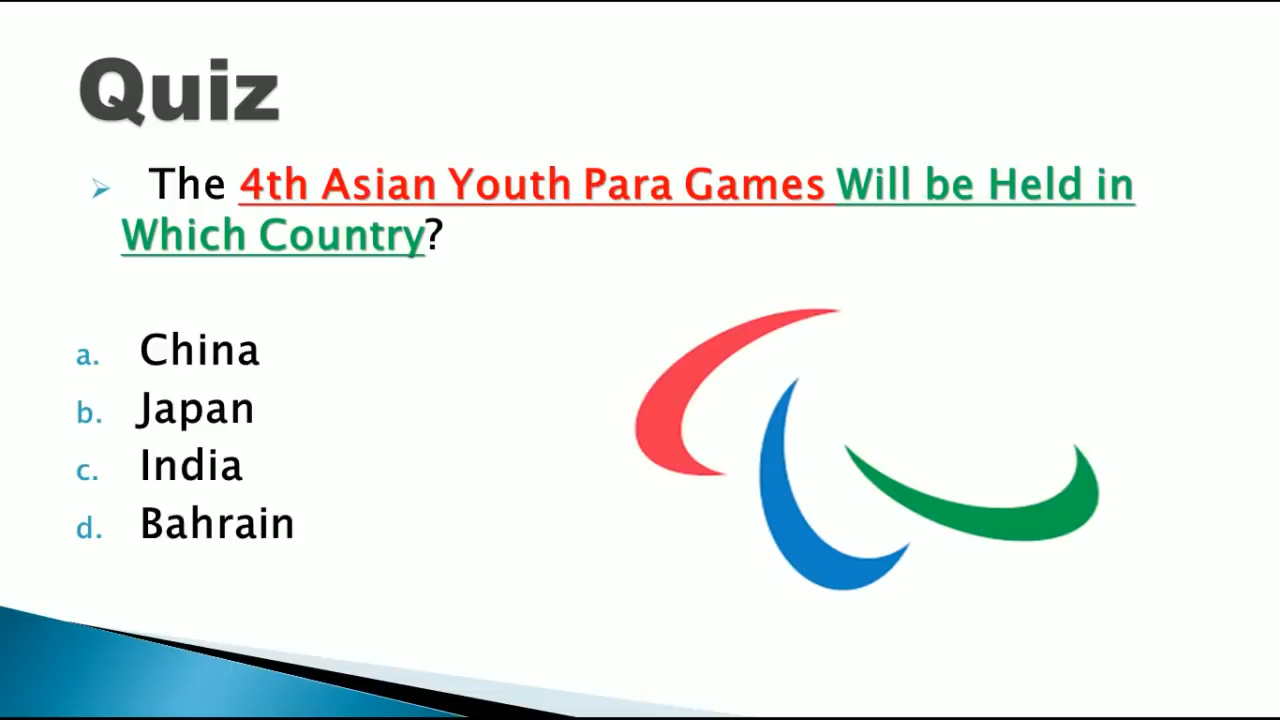 Quiz
The 4th Asian Youth Para Games Will be Held in
Which Country?
a. China
b. Japan
c. India
d. Bahrain